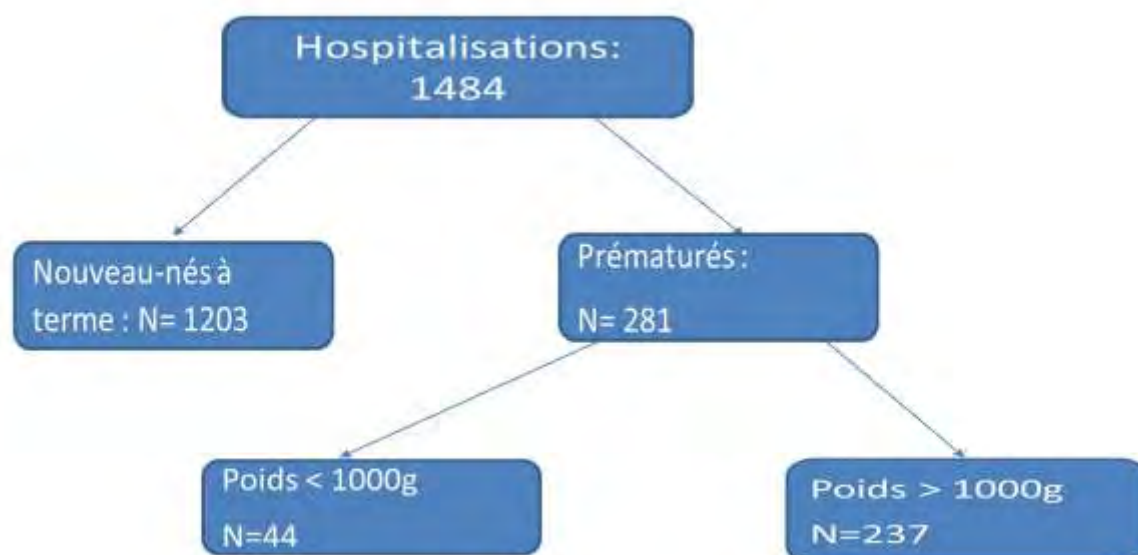 Hospitalisations:
1484
Nouveau-nés à
terme : N= 1203
Prématurés :
N= 281
Poids < 1000g
N=44
Poids > 1000g
N=237